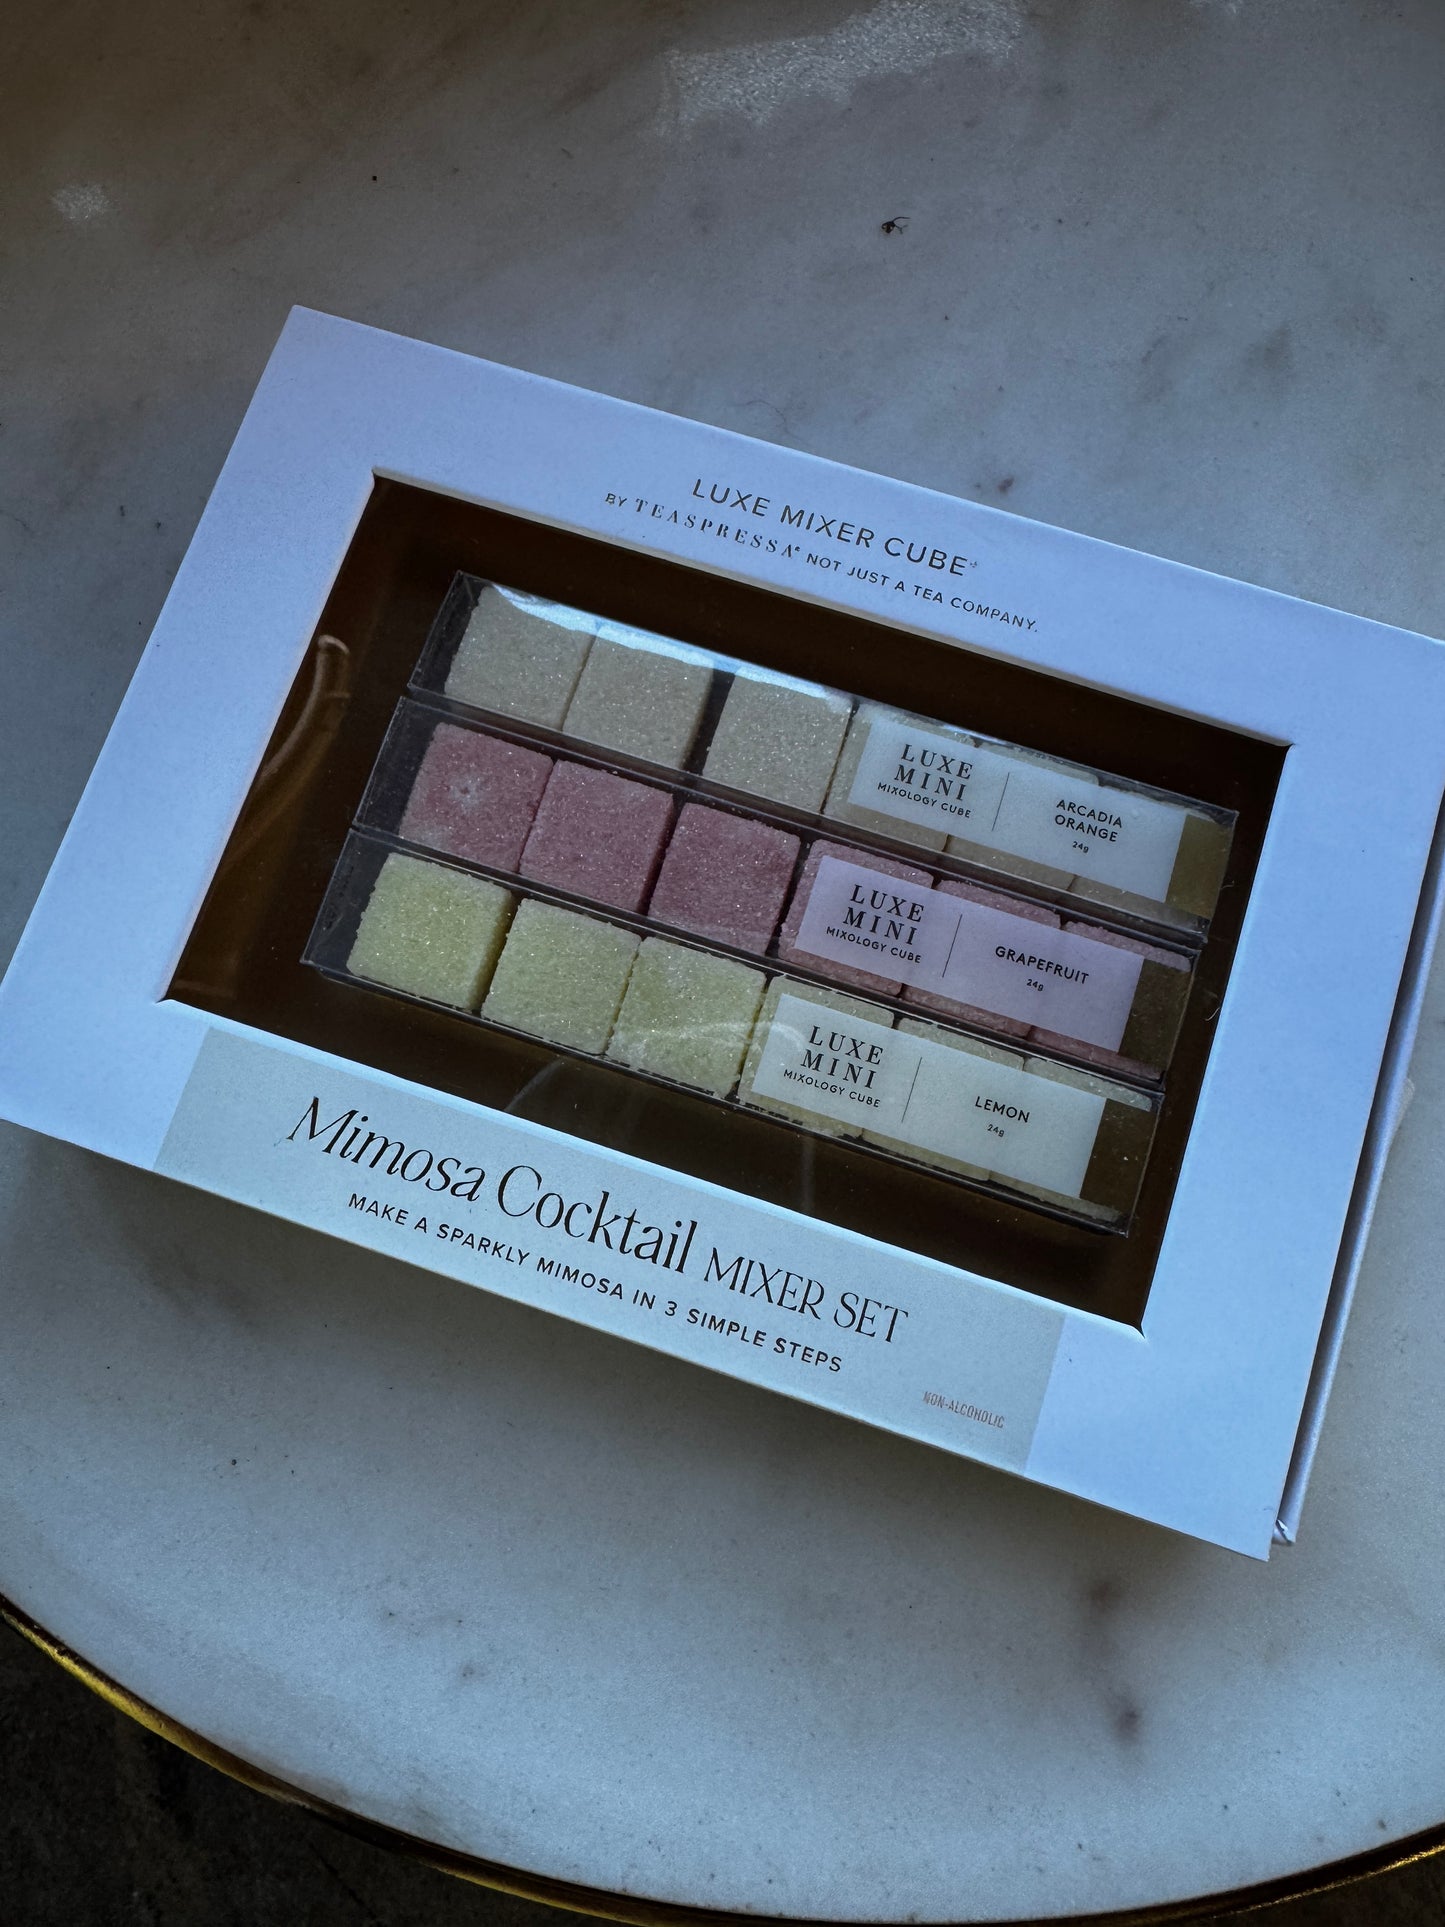 LUXE MIXER CUBE
BY TEASPRESSA® NOT JUST A TEA COMPANY.
LUXE
MINI
MIXOLOGY CUBE
ARCADIA
ORANGE
24g
LUXE
MINI
MIXOLOGY CUBE
GRAPEFRUIT
24g
LUXE
MINI
MIXOLOGY CUBE
LEMON
24g
Mimosa Cocktail MIXER SET
MAKE A SPARKLY MIMOSA IN 3 SIMPLE STEPS
NON-ALCOHOLIC